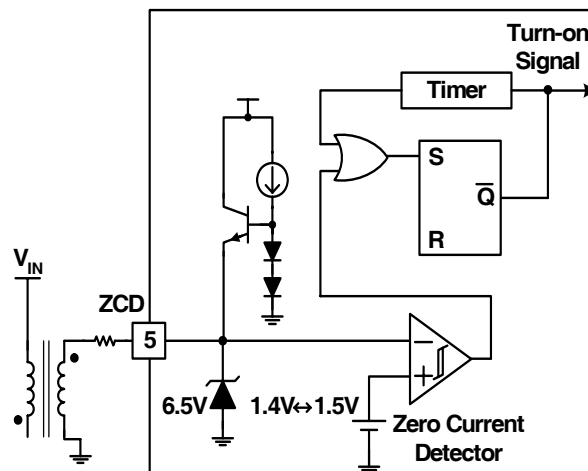 Turn-on
Signal
Timer
S
Q̅
R
V_IN
ZCD
5
6.5V
1.4V↔1.5V
Zero Current
Detector